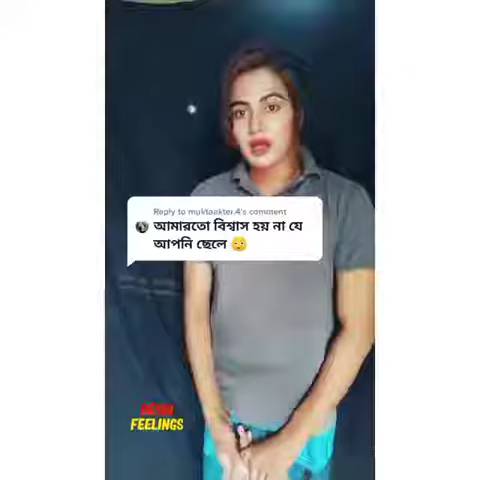 Reply to muktaakter.4's comment
আমারতো বিশ্বাস হয় না যে
আপনি ছেলে 😳
FEELINGS